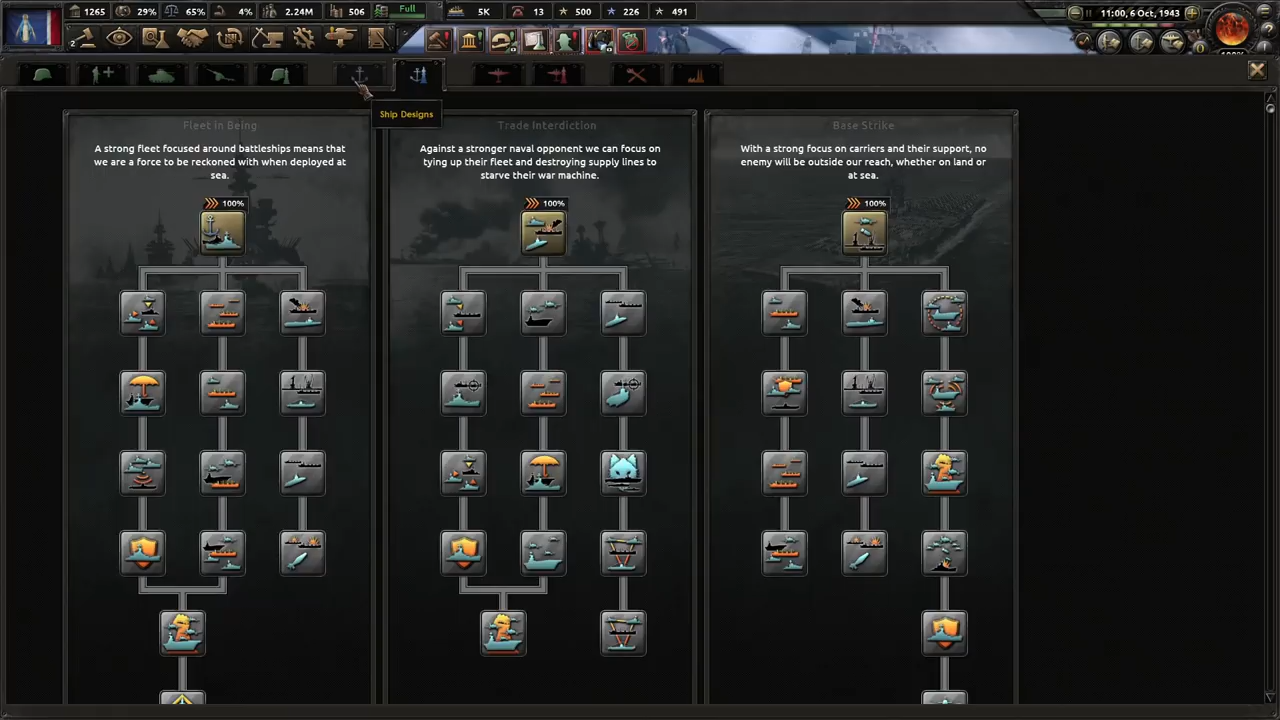 1265 29% 65% 4% 2.24M 506 Full 5K 13 500 226 491 11:00, 6 Oct, 1943
2
0
100%
Ship Designs
Fleet in Being Trade Interdiction Base Strike
A strong fleet focused around battleships means that
we are a force to be reckoned with when deployed at
sea.
Against a stronger naval opponent we can focus on
tying up their fleet and destroying supply lines to
starve their war machine.
With a strong focus on carriers and their support, no
enemy will be outside our reach, whether on land or
at sea.
100% 100% 100%